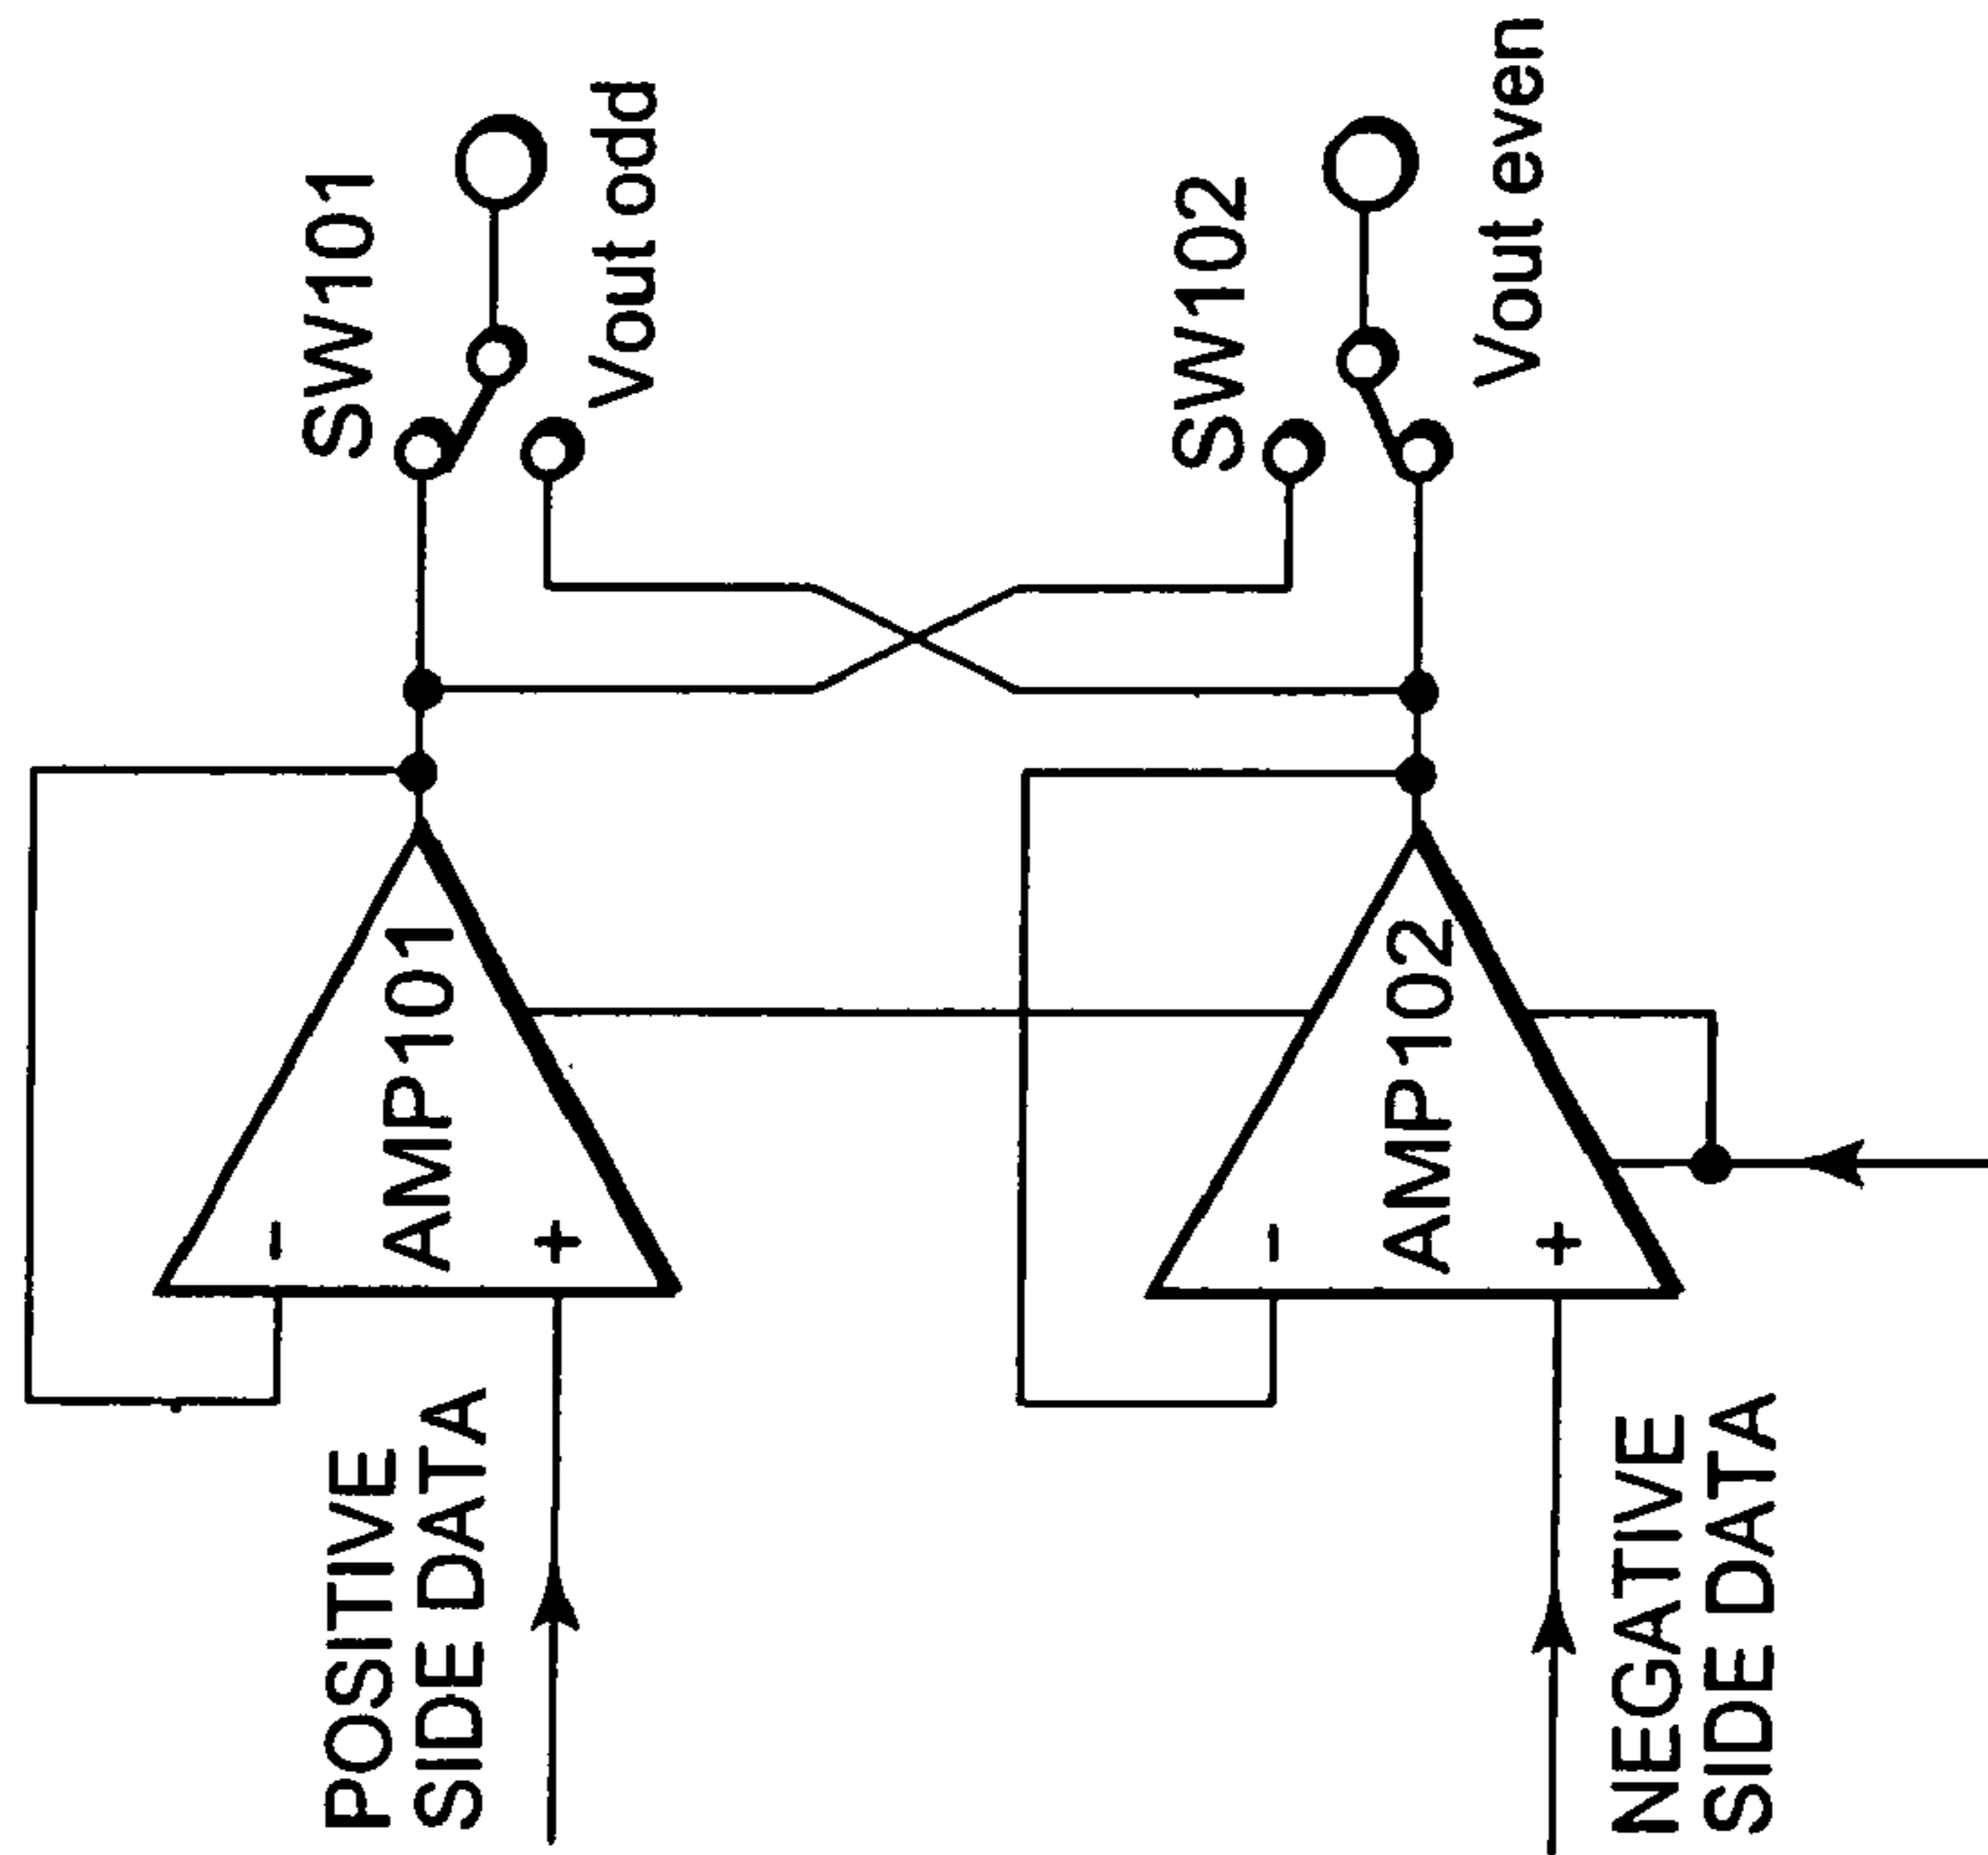 POSITIVE
SIDE DATA
-
+
AMP101
SW101
Vout odd
NEGATIVE
SIDE DATA
-
+
AMP102
SW102
Vout even